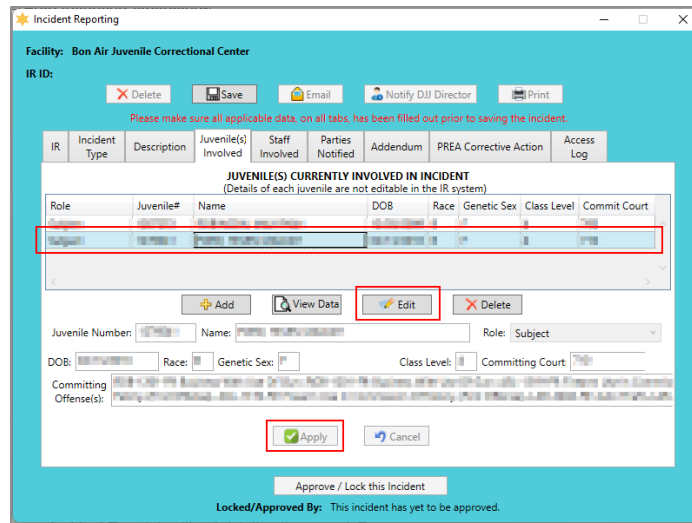 Incident Reporting
Facility: Bon Air Juvenile Correctional Center
IR ID:
Delete Save Email Notify DJJ Director Print
Please make sure all applicable data, on all tabs, has been filled out prior to saving the incident.
IR Incident Type Description Juvenile(s) Involved Staff Involved Parties Notified Addendum PREA Corrective Action Access Log
JUVENILE(S) CURRENTLY INVOLVED IN INCIDENT
(Details of each juvenile are not editable in the IR system)
Role Juvenile# Name DOB Race Genetic Sex Class Level Commit Court
Add View Data Edit Delete
Juvenile Number: Name: Role: Subject
DOB: Race: Genetic Sex: Class Level: Committing Court
Committing
Offense(s):
Apply Cancel
Approve / Lock this Incident
Locked/Approved By: This incident has yet to be approved.